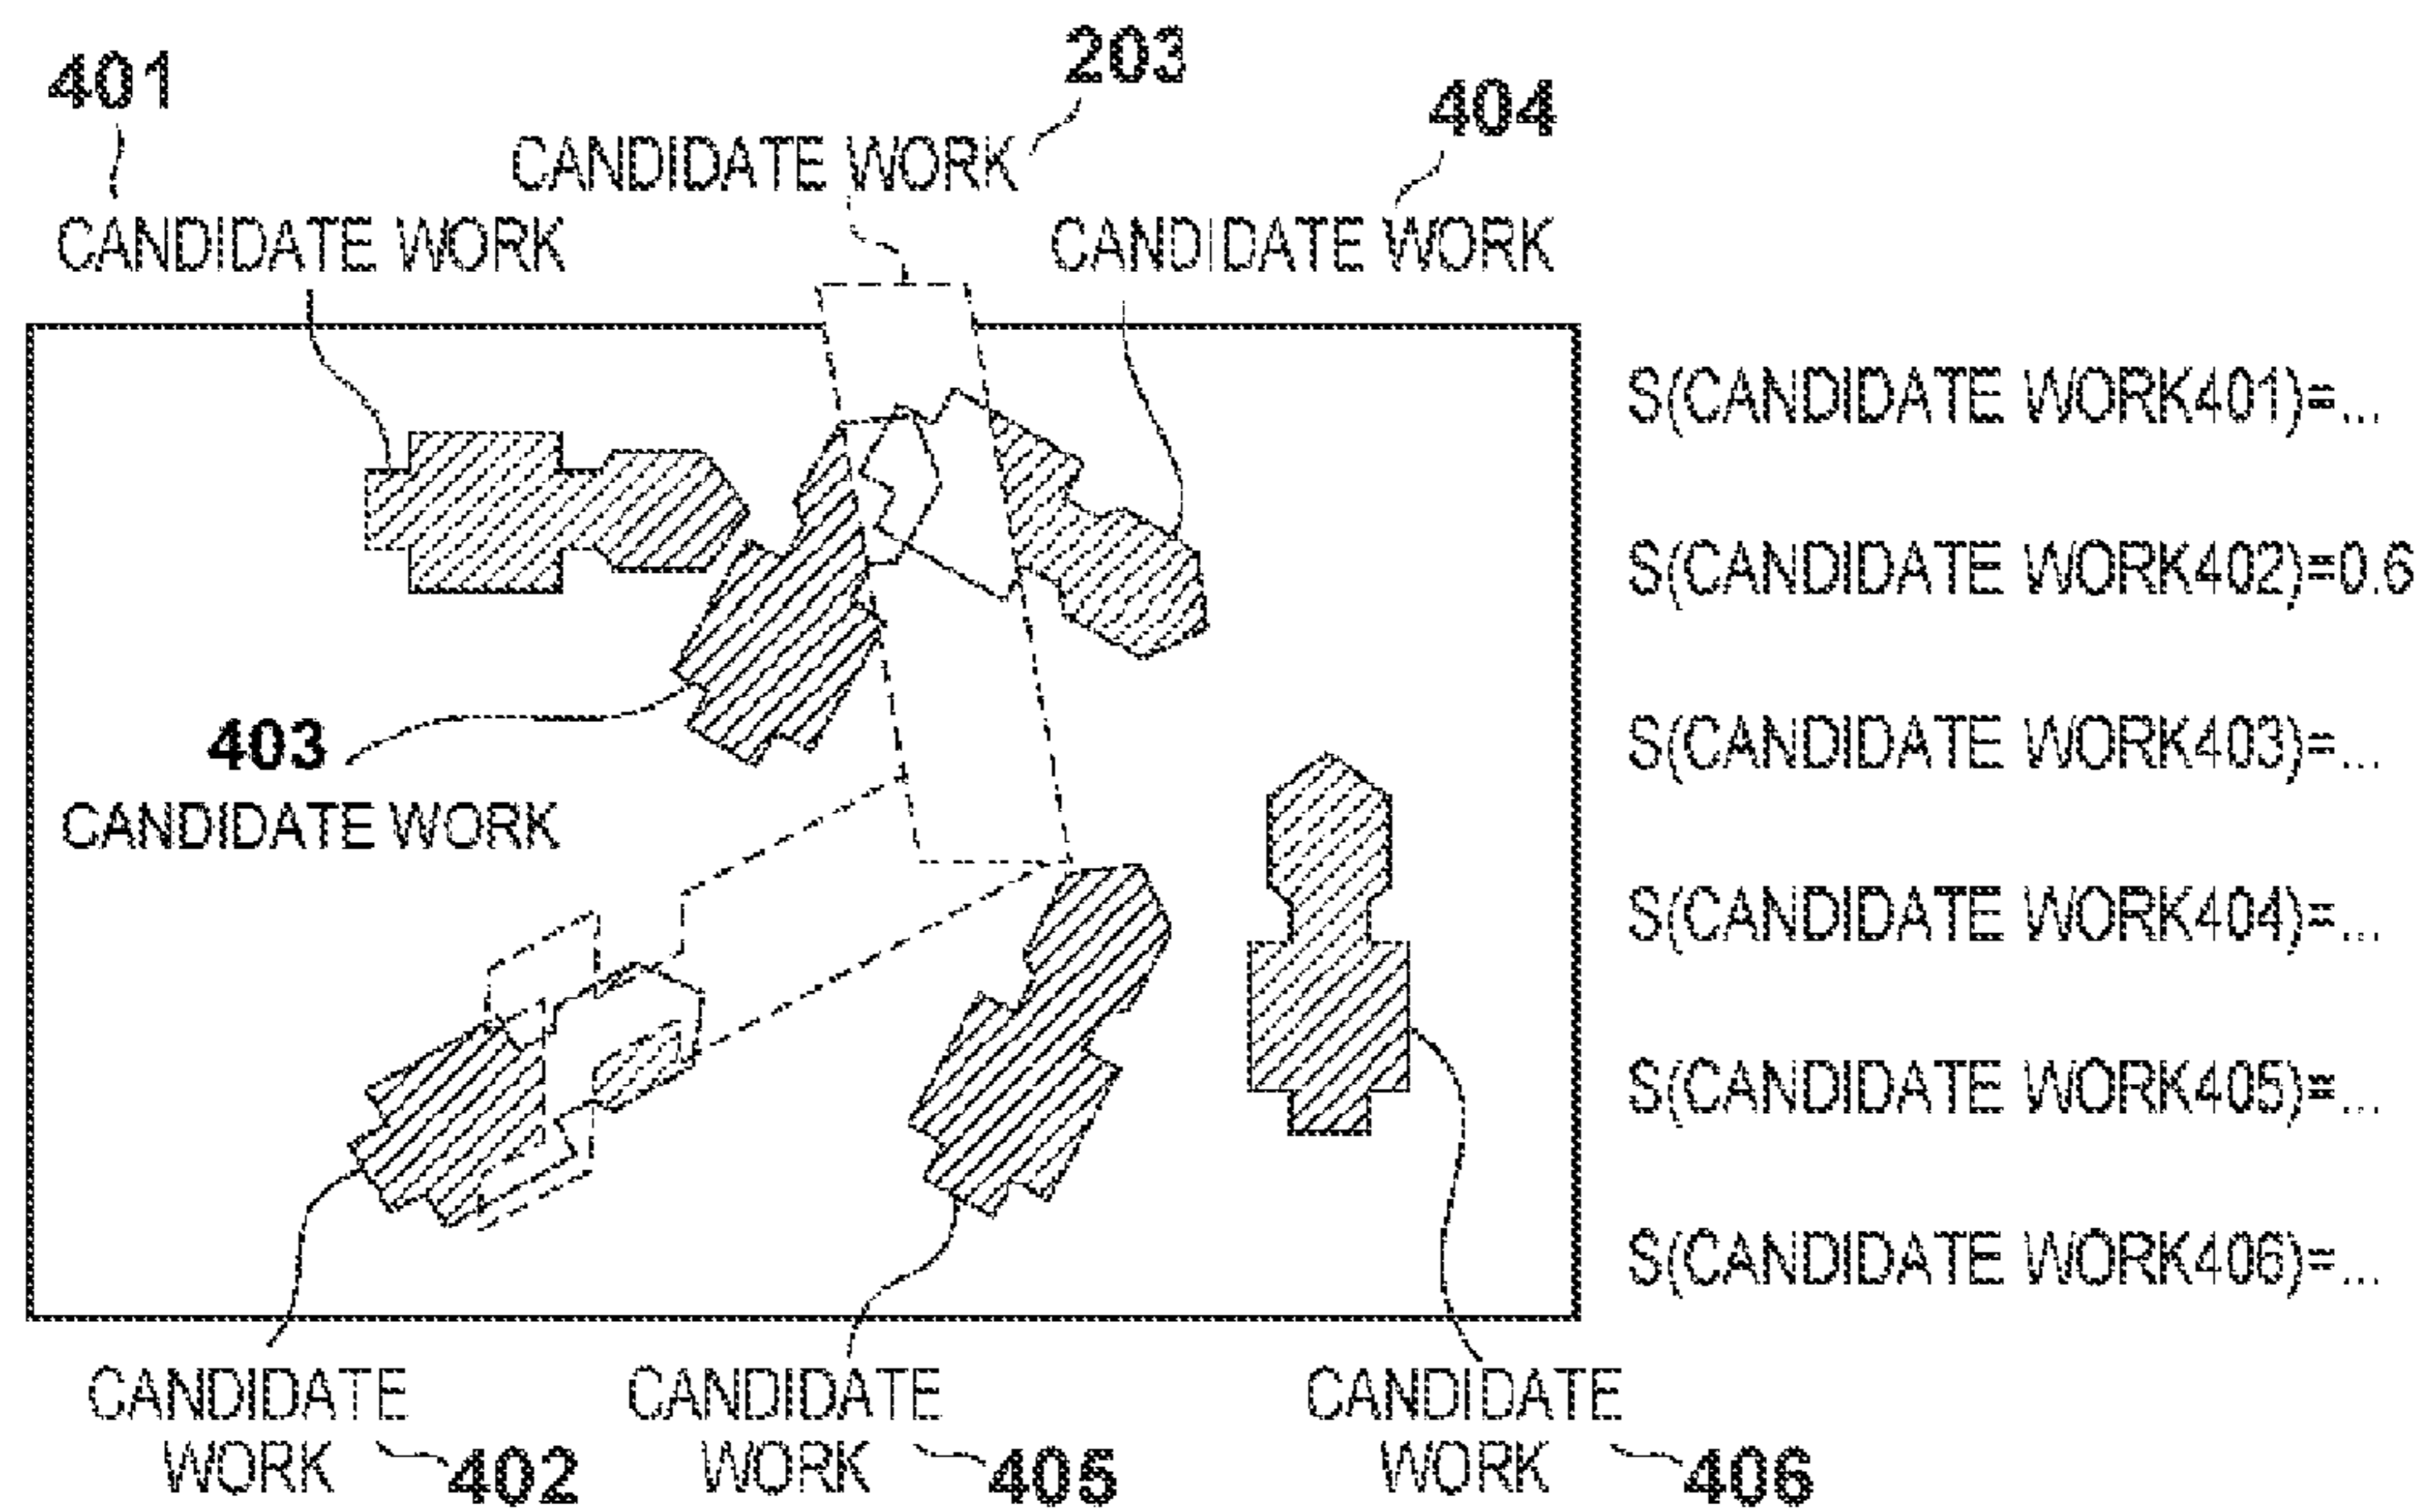 203
401
404
CANDIDATE WORK
CANDIDATE WORK
CANDIDATE WORK
S(CANDIDATE WORK401)=...
S(CANDIDATE WORK402)=0.6
S(CANDIDATE WORK403)=...
403
CANDIDATE WORK
S(CANDIDATE WORK404)=...
S(CANDIDATE WORK405)=...
S(CANDIDATE WORK406)=...
CANDIDATE
WORK 402
CANDIDATE
WORK 405
CANDIDATE
WORK 406